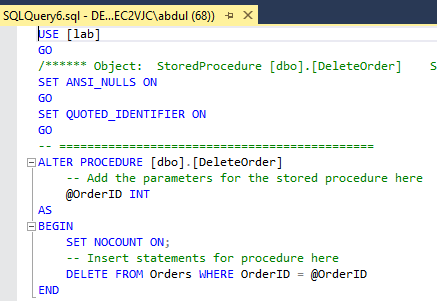 SQLQuery6.sql - DE...EC2VJC\abdul (68))
USE [lab]
GO
/****** Object:  StoredProcedure [dbo].[DeleteOrder]    S
SET ANSI_NULLS ON
GO
SET QUOTED_IDENTIFIER ON
GO
-- =============================================
ALTER PROCEDURE [dbo].[DeleteOrder]
    -- Add the parameters for the stored procedure here
    @OrderID INT
AS
BEGIN
    SET NOCOUNT ON;
    -- Insert statements for procedure here
    DELETE FROM Orders WHERE OrderID = @OrderID
END